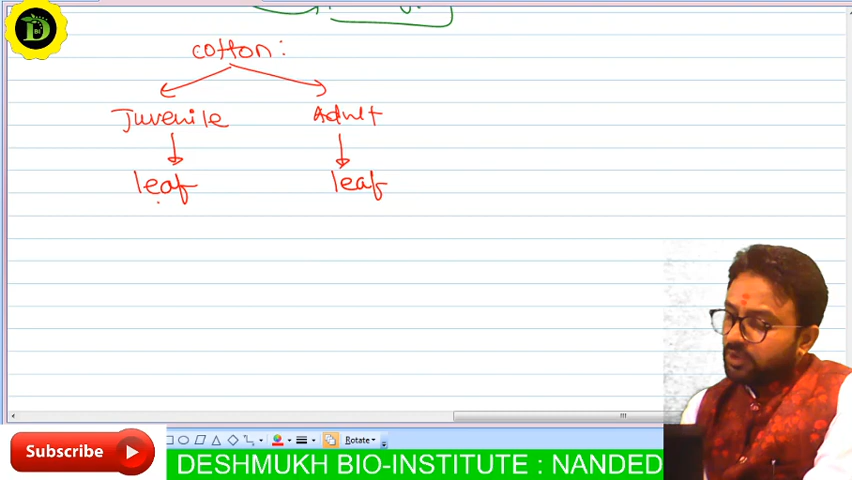 cotton:
Juvenile Adult
leaf leaf
Rotate
Subscribe
DESHMUKH BIO-INSTITUTE : NANDED